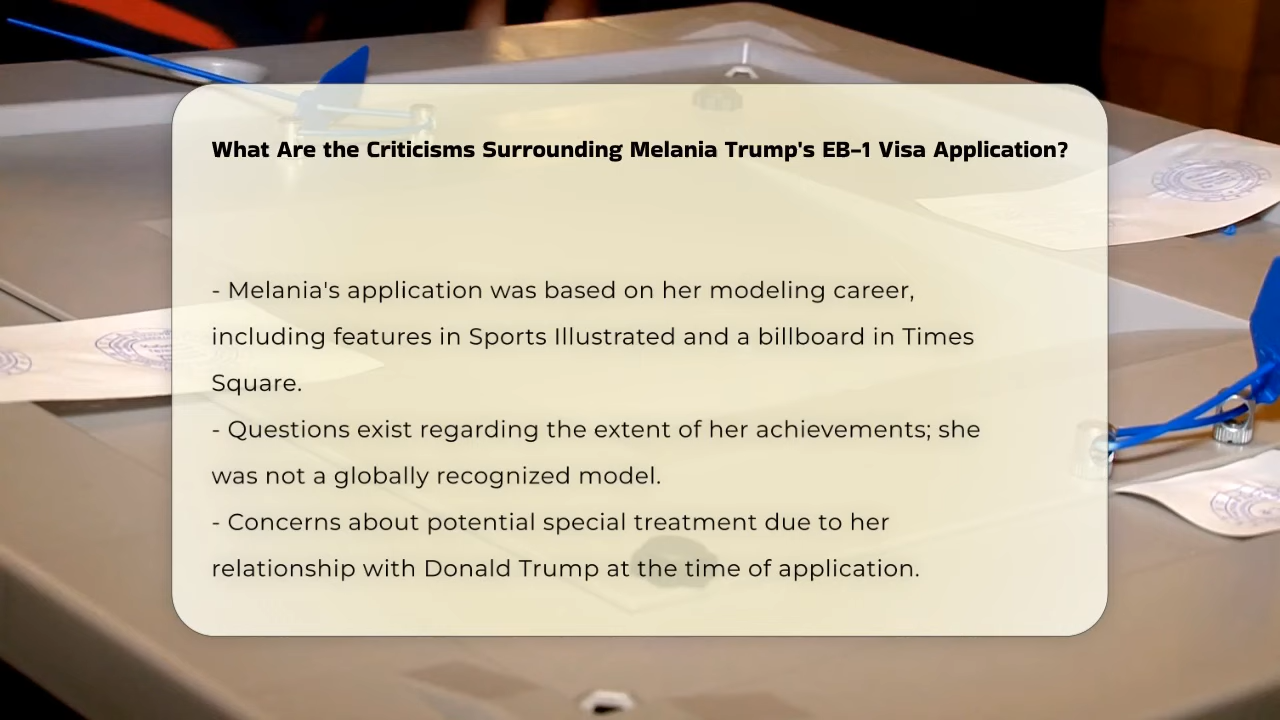 What Are the Criticisms Surrounding Melania Trump's EB-1 Visa Application?
- Melania's application was based on her modeling career,
including features in Sports Illustrated and a billboard in Times
Square.
- Questions exist regarding the extent of her achievements; she
was not a globally recognized model.
- Concerns about potential special treatment due to her
relationship with Donald Trump at the time of application.